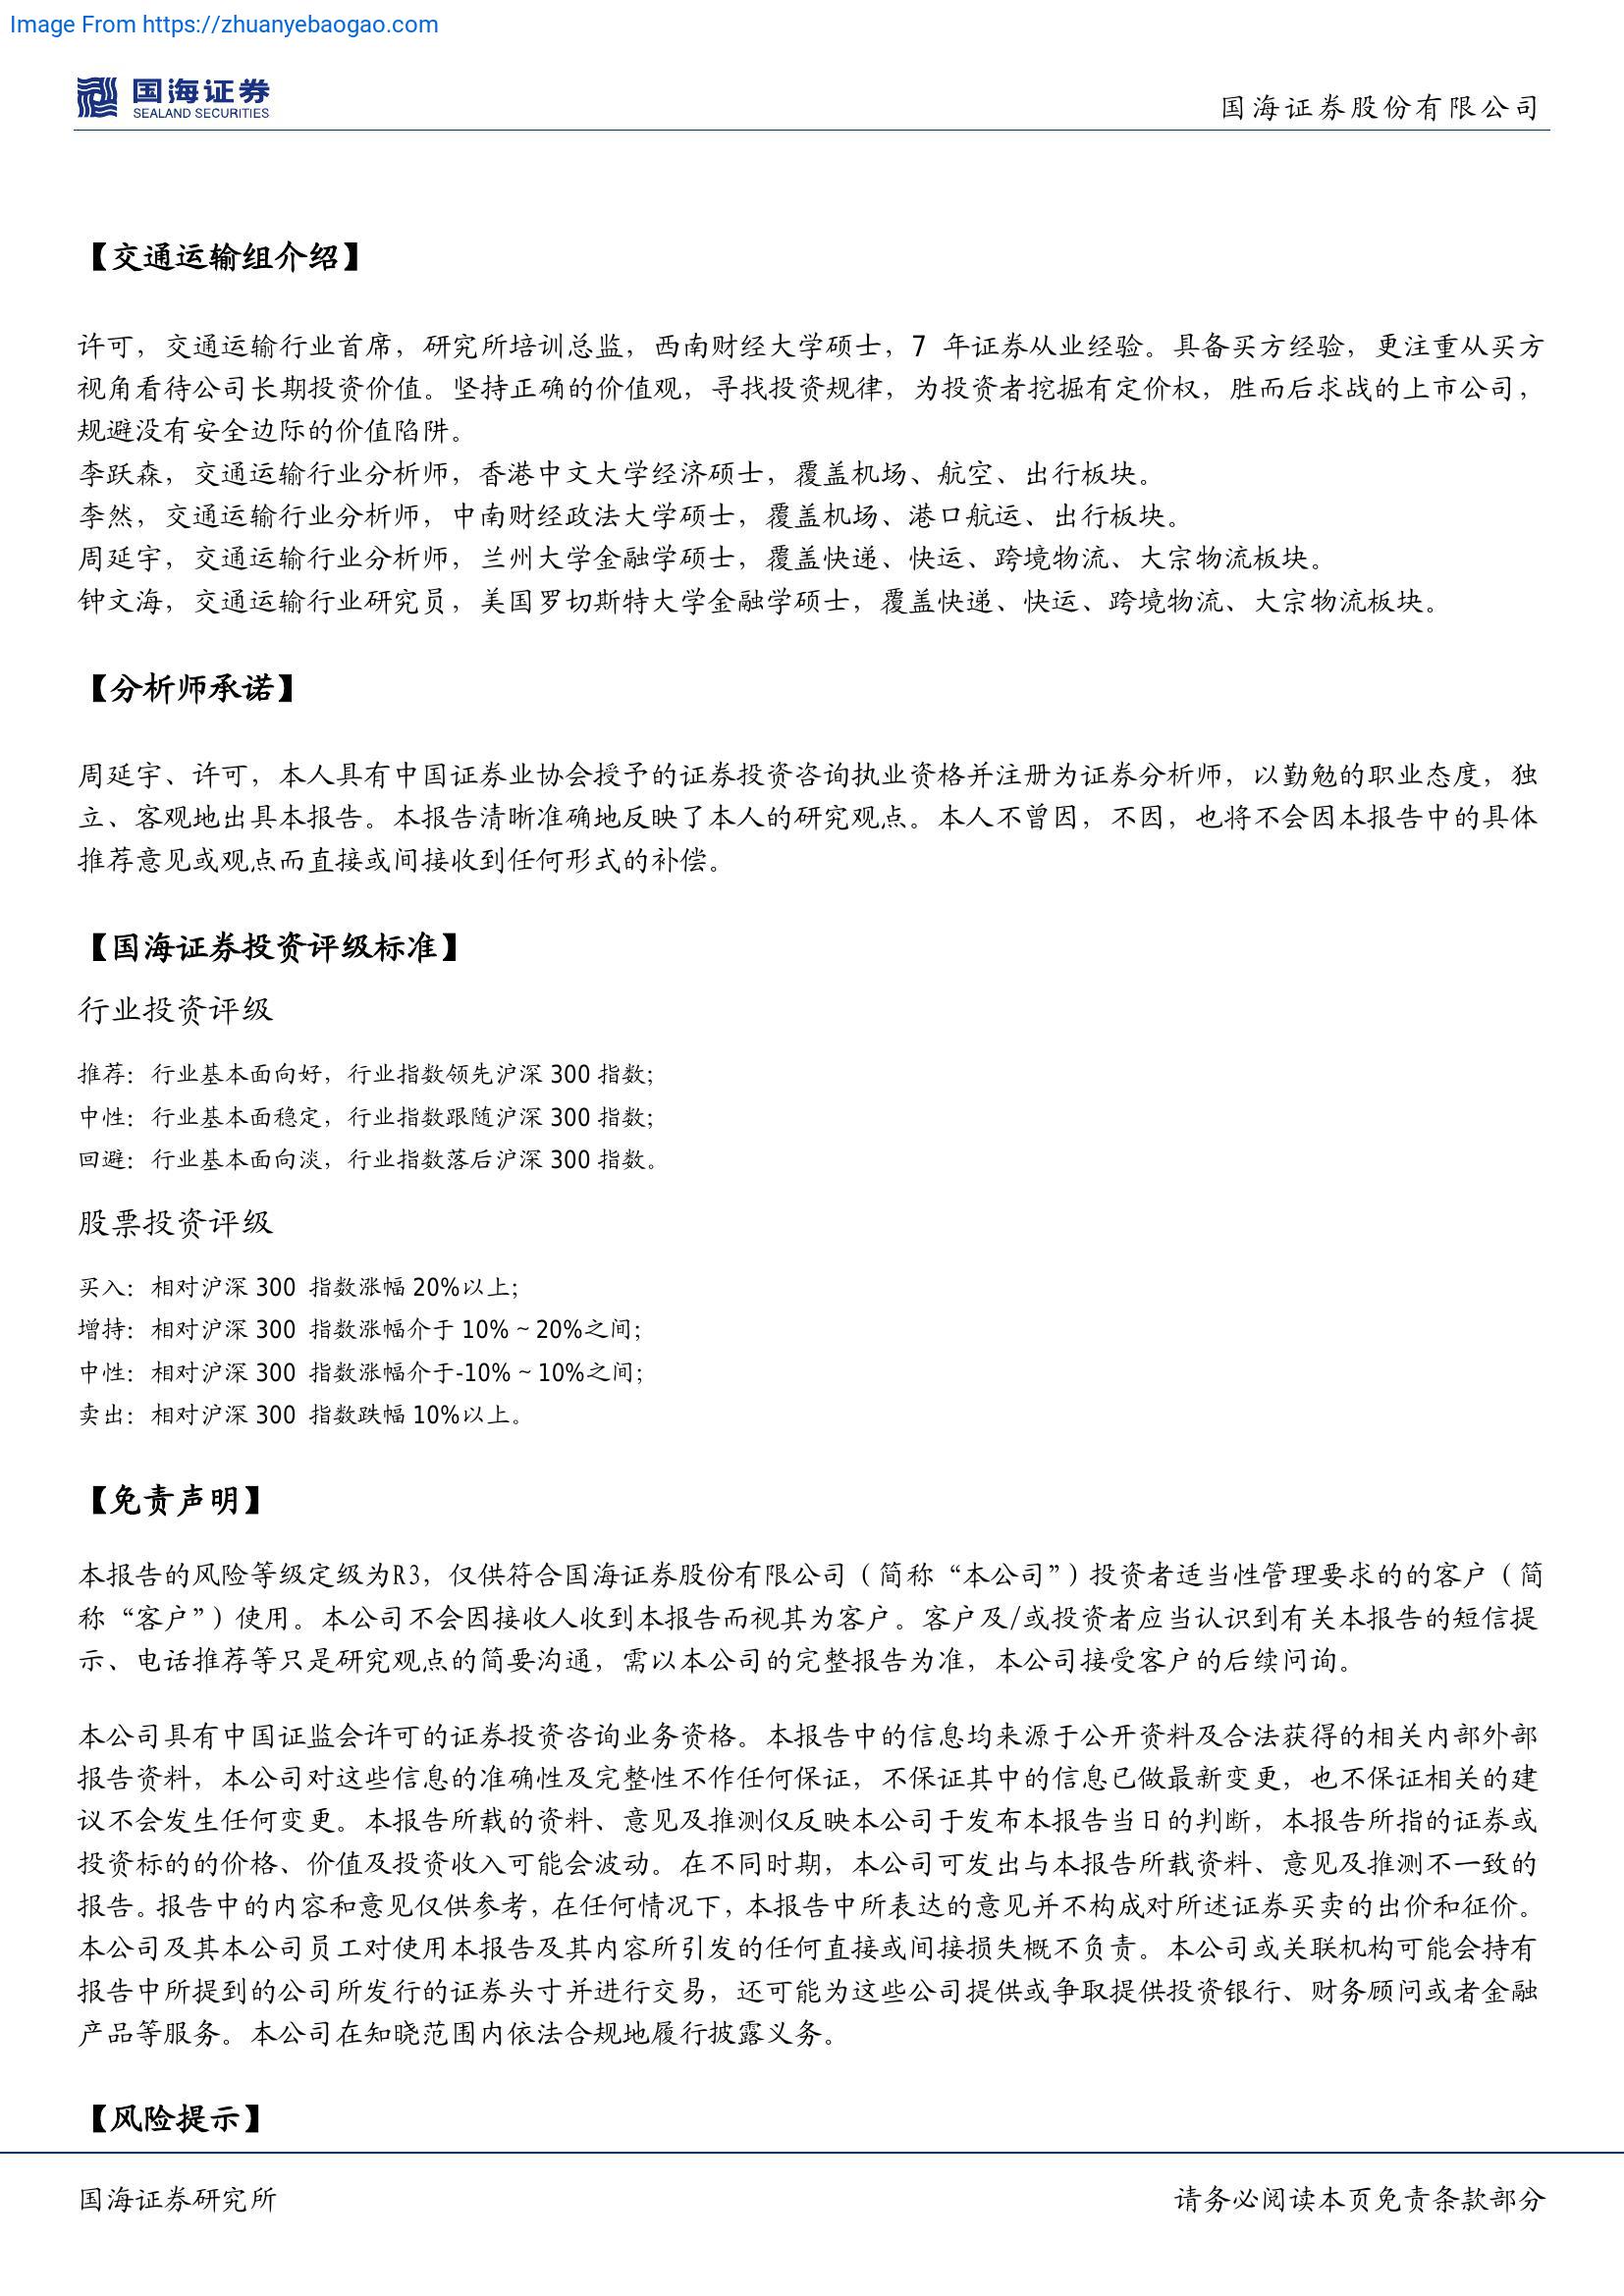 Image From https://zhuanyebaogao.com
国海证券
SEALAND SECURITIES
国海证券股份有限公司
【交通运输组介绍】
许可，交通运输行业首席，研究所培训总监，西南财经大学硕士，7 年证券从业经验。具备买方经验，更注重从买方
视角看待公司长期投资价值。坚持正确的价值观，寻找投资规律，为投资者挖掘有定价权，胜而后求战的上市公司，
规避没有安全边际的价值陷阱。
李跃森，交通运输行业分析师，香港中文大学经济硕士，覆盖机场、航空、出行板块。
李然，交通运输行业分析师，中南财经政法大学硕士，覆盖机场、港口航运、出行板块。
周延宇，交通运输行业分析师，兰州大学金融学硕士，覆盖快递、快运、跨境物流、大宗物流板块。
钟文海，交通运输行业研究员，美国罗切斯特大学金融学硕士，覆盖快递、快运、跨境物流、大宗物流板块。
【分析师承诺】
周延宇、许可，本人具有中国证券业协会授予的证券投资咨询执业资格并注册为证券分析师，以勤勉的职业态度，独
立、客观地出具本报告。本报告清晰准确地反映了本人的研究观点。本人不曾因，不因，也将不会因本报告中的具体
推荐意见或观点而直接或间接收到任何形式的补偿。
【国海证券投资评级标准】
行业投资评级
推荐：行业基本面向好，行业指数领先沪深 300 指数；
中性：行业基本面稳定，行业指数跟随沪深 300 指数；
回避：行业基本面向淡，行业指数落后沪深 300 指数。
股票投资评级
买入：相对沪深 300 指数涨幅 20%以上；
增持：相对沪深 300 指数涨幅介于 10%～20%之间；
中性：相对沪深 300 指数涨幅介于-10%～10%之间；
卖出：相对沪深 300 指数跌幅 10%以上。
【免责声明】
本报告的风险等级定级为R3，仅供符合国海证券股份有限公司（简称“本公司”）投资者适当性管理要求的的客户（简
称“客户”）使用。本公司不会因接收人收到本报告而视其为客户。客户及/或投资者应当认识到有关本报告的短信提
示、电话推荐等只是研究观点的简要沟通，需以本公司的完整报告为准，本公司接受客户的后续问询。
本公司具有中国证监会许可的证券投资咨询业务资格。本报告中的信息均来源于公开资料及合法获得的相关内部外部
报告资料，本公司对这些信息的准确性及完整性不作任何保证，不保证其中的信息已做最新变更，也不保证相关的建
议不会发生任何变更。本报告所载的资料、意见及推测仅反映本公司于发布本报告当日的判断，本报告所指的证券或
投资标的的价格、价值及投资收入可能会波动。在不同时期，本公司可发出与本报告所载资料、意见及推测不一致的
报告。报告中的内容和意见仅供参考，在任何情况下，本报告中所表达的意见并不构成对所述证券买卖的出价和征价。
本公司及其本公司员工对使用本报告及其内容所引发的任何直接或间接损失概不负责。本公司或关联机构可能会持有
报告中所提到的公司所发行的证券头寸并进行交易，还可能为这些公司提供或争取提供投资银行、财务顾问或者金融
产品等服务。本公司在知晓范围内依法合规地履行披露义务。
【风险提示】
国海证券研究所
请务必阅读本页免责条款部分